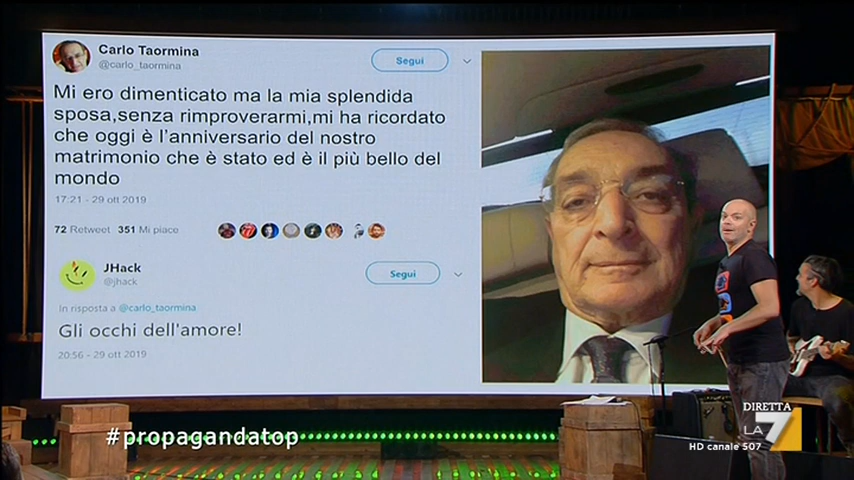 Carlo Taormina
@carlo_taormina
Segui
Mi ero dimenticato ma la mia splendida
sposa,senza rimproverarmi,mi ha ricordato
che oggi è l'anniversario del nostro
matrimonio che è stato ed è il più bello del
mondo
17:21 - 29 ott 2019
72 Retweet 351 Mi piace
JHack
@jhack
Segui
In risposta a @carlo_taormina
Gli occhi dell'amore!
20:56 - 29 ott 2019
#propagandatop
DIRETTA
LA 7
HD canale 507